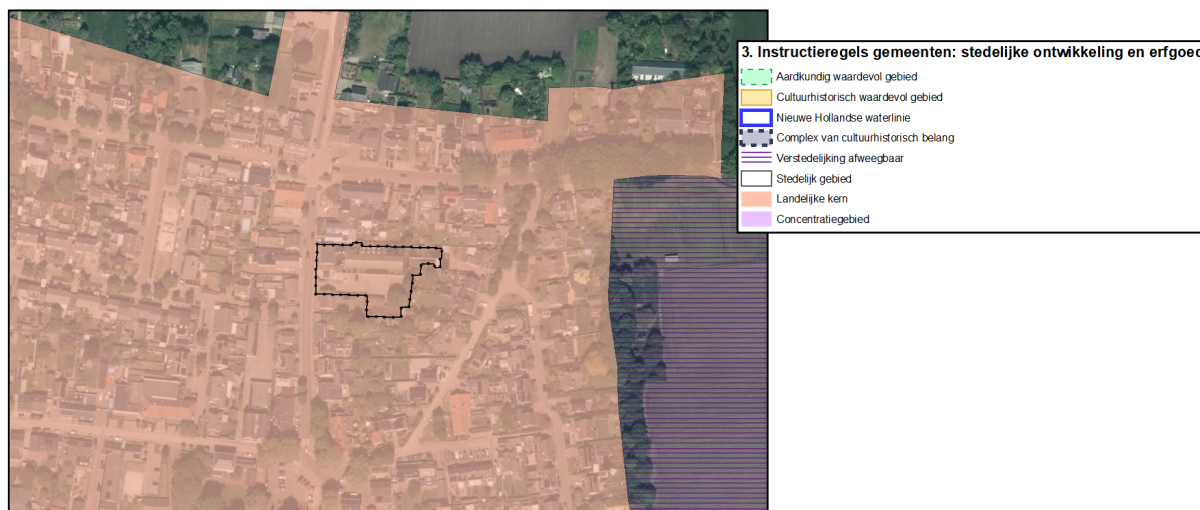 3. Instructieregels gemeenten: stedelijke ontwikkeling en erfgoed
Aardkundig waardevol gebied
Cultuurhistorisch waardevol gebied
Nieuwe Hollandse waterlinie
Complex van cultuurhistorisch belang
Verstedelijking afweegbaar
Stedelijk gebied
Landelijke kern
Concentratiegebied